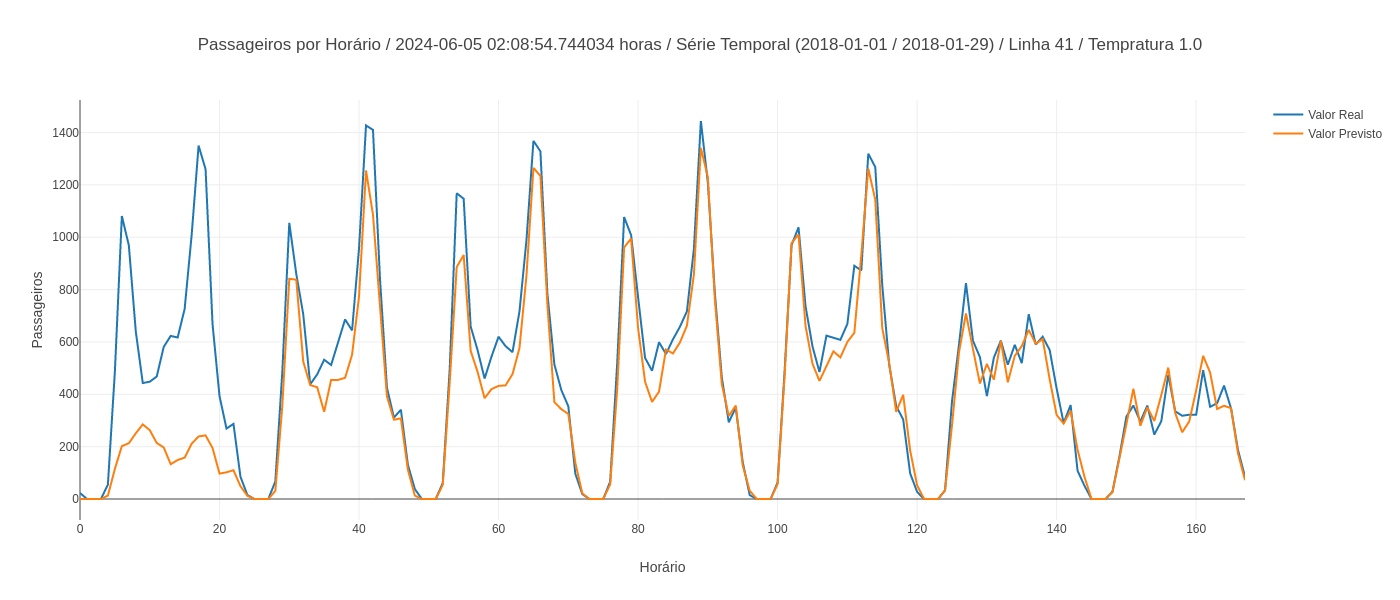 Passageiros por Horário / 2024-06-05 02:08:54.744034 horas / Série Temporal (2018-01-01 / 2018-01-29) / Linha 41 / Tempratura 1.0
Valor Real
Valor Previsto
Passageiros
1400
1200
1000
800
600
400
200
0
0 20 40 60 80 100 120 140 160
Horário